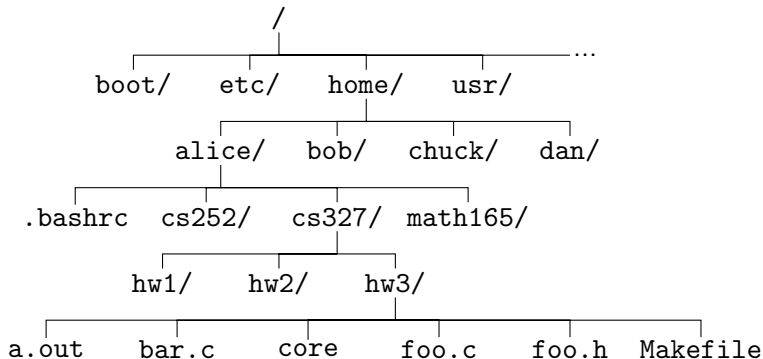 /
boot/ etc/ home/ usr/ ...
alice/ bob/ chuck/ dan/
.bashrc cs252/ cs327/ math165/
hw1/ hw2/ hw3/
a.out bar.c core foo.c foo.h Makefile